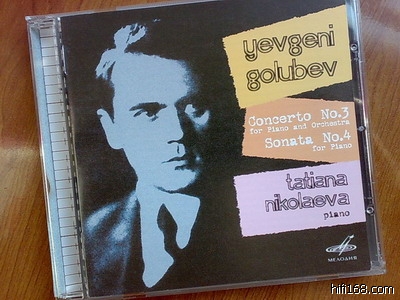 yevgeni
golubev
Concerto No.3
for Piano and Orchestra
Sonata No.4
for Piano
tatiana
nikolaeva
piano
МЕЛОДИЯ
hifi168.com